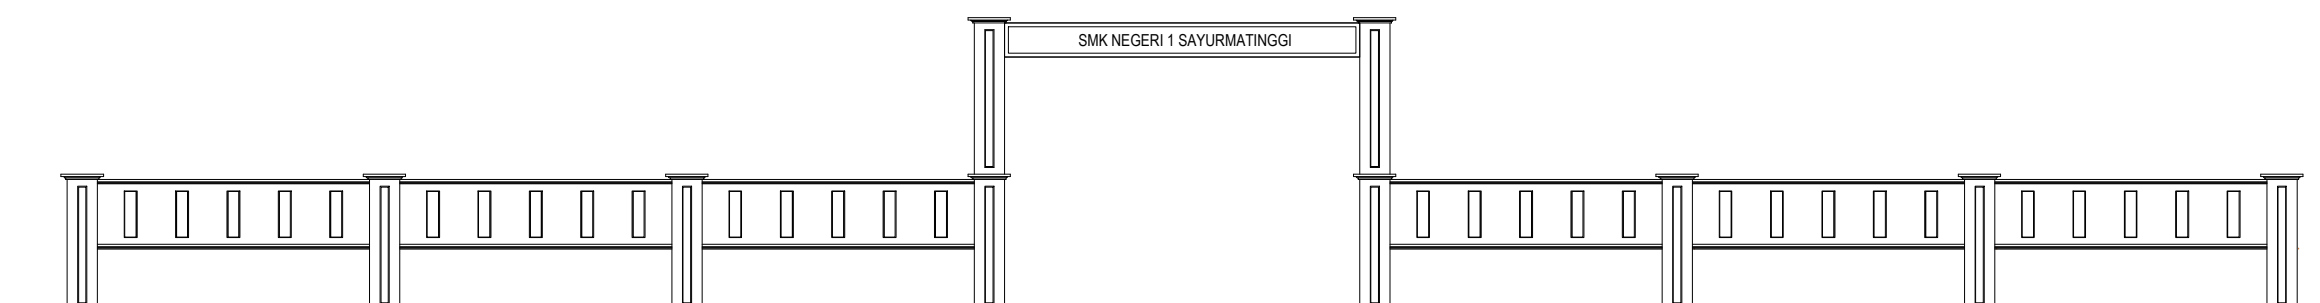 SMK NEGERI 1 SAYURMATINGGI